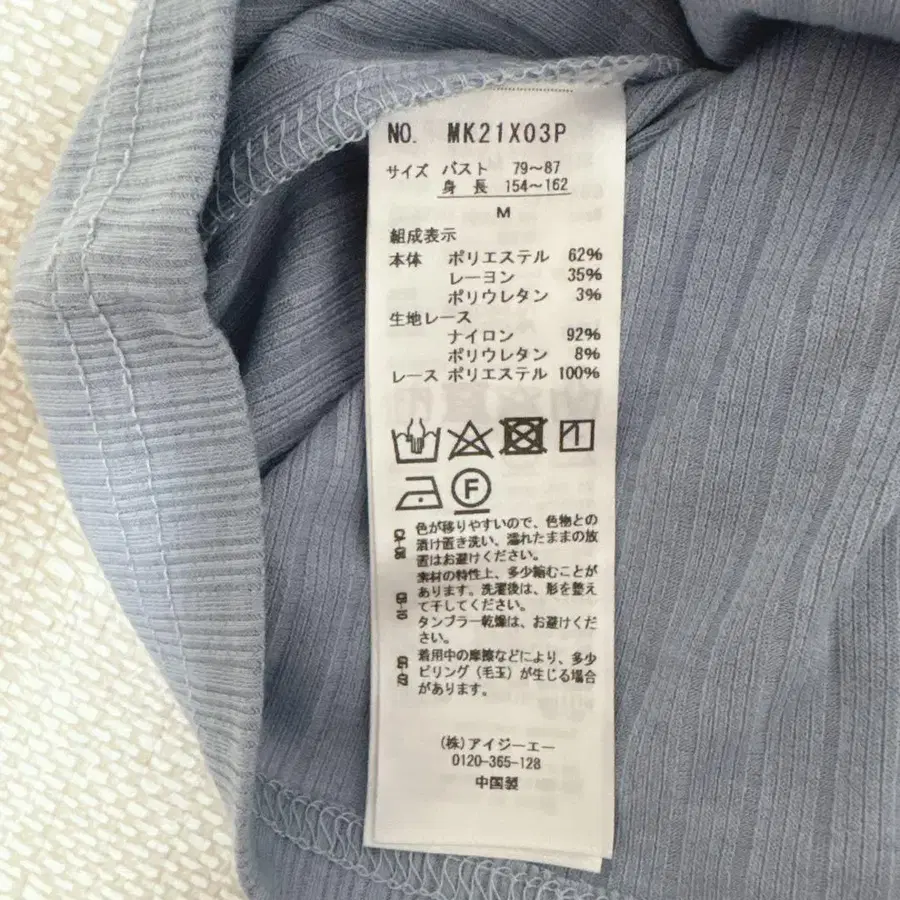 NO. MK21X03P
サイズ バスト 79～87
身長 154～162
M
組成表示
本体 ポリエステル 62%
レーヨン 35%
ポリウレタン 3%
生地レース
ナイロン 92%
ポリウレタン 8%
レース ポリエステル 100%
F
色が移りやすいので、色物との
漬け置き洗い、濡れたままの放
置はお避けください。
素材の特性上、多少縮むことが
あります。洗濯後は、形を整え
て干してください。
タンブラー乾燥は、お避けくだ
さい。
着用中の摩擦などにより、多少
ピリング（毛玉）が生じる場合
があります。
(株)アイジーエー
0120-365-128
中国製